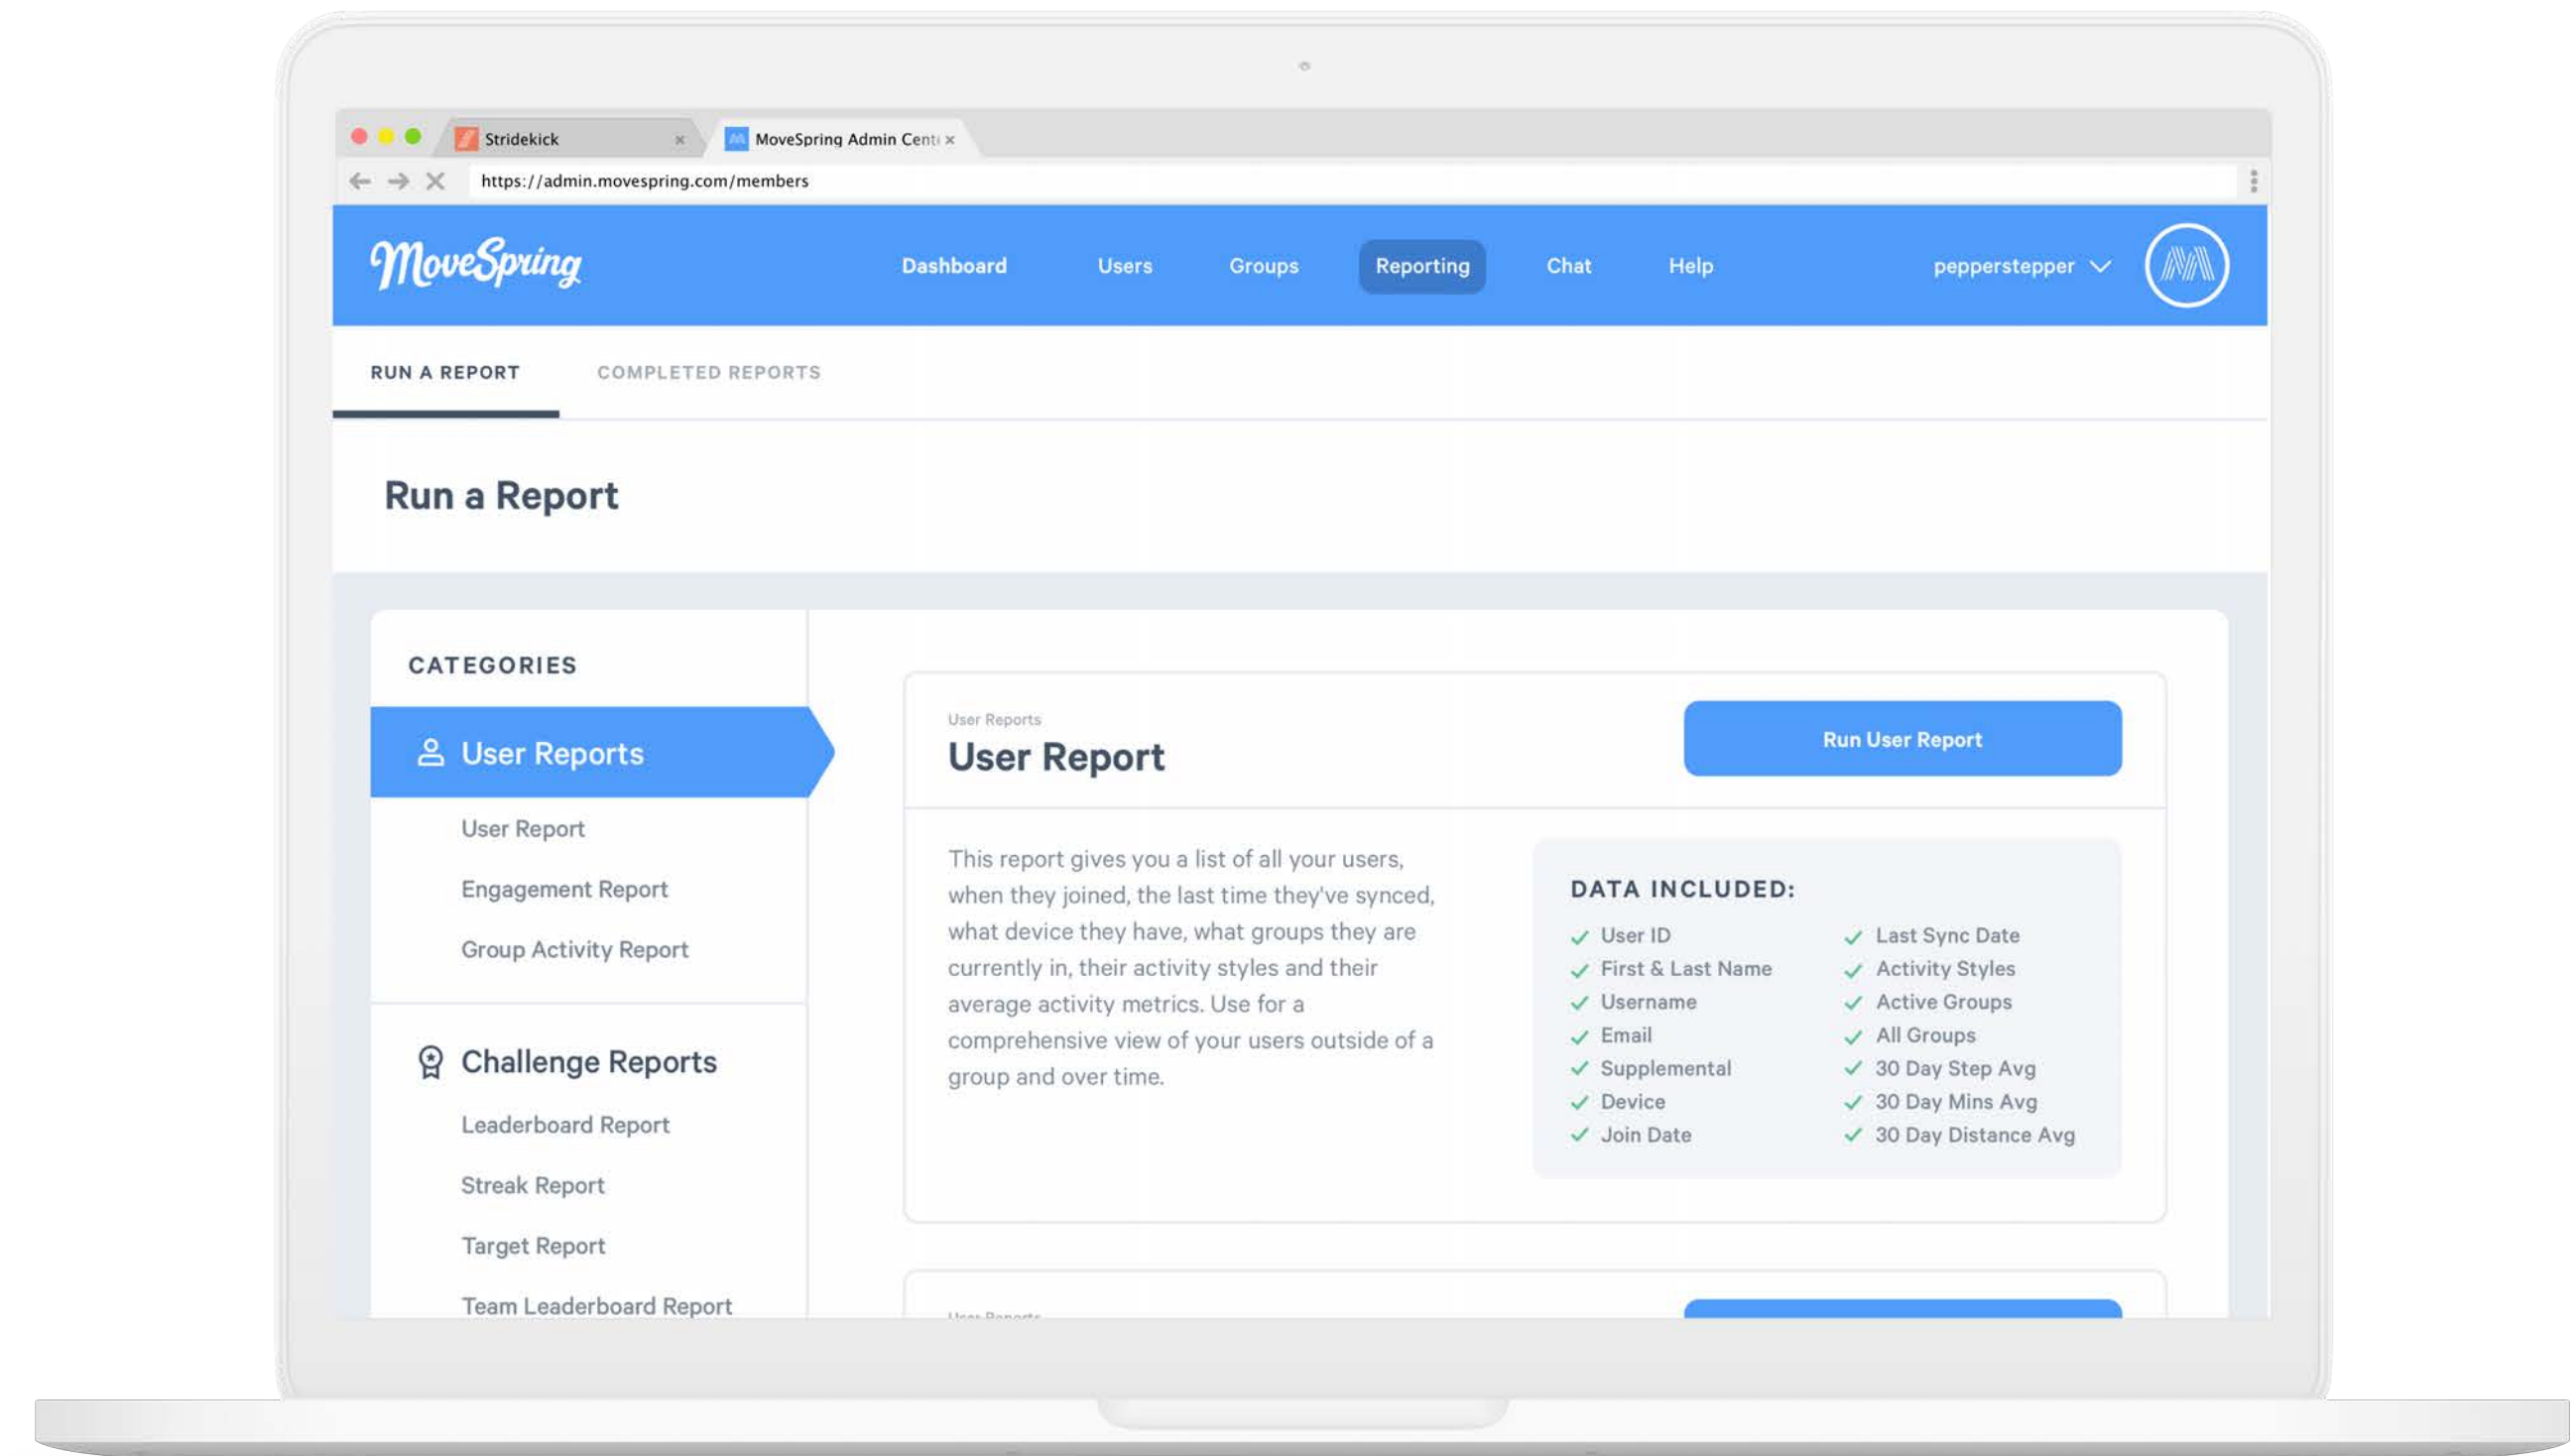 Stridekick
MoveSpring Admin Cent
https://admin.movespring.com/members
MoveSpring
Dashboard
Users
Groups
Reporting
Chat
Help
pepperstepper
RUN A REPORT
COMPLETED REPORTS
Run a Report
CATEGORIES
User Reports
User Report
Engagement Report
Group Activity Report
Challenge Reports
Leaderboard Report
Streak Report
Target Report
Team Leaderboard Report
User Reports
User Report
Run User Report
This report gives you a list of all your users,
when they joined, the last time they've synced,
what device they have, what groups they are
currently in, their activity styles and their
average activity metrics. Use for a
comprehensive view of your users outside of a
group and over time.
DATA INCLUDED:
User ID
First & Last Name
Username
Email
Supplemental
Device
Join Date
Last Sync Date
Activity Styles
Active Groups
All Groups
30 Day Step Avg
30 Day Mins Avg
30 Day Distance Avg
User Reports